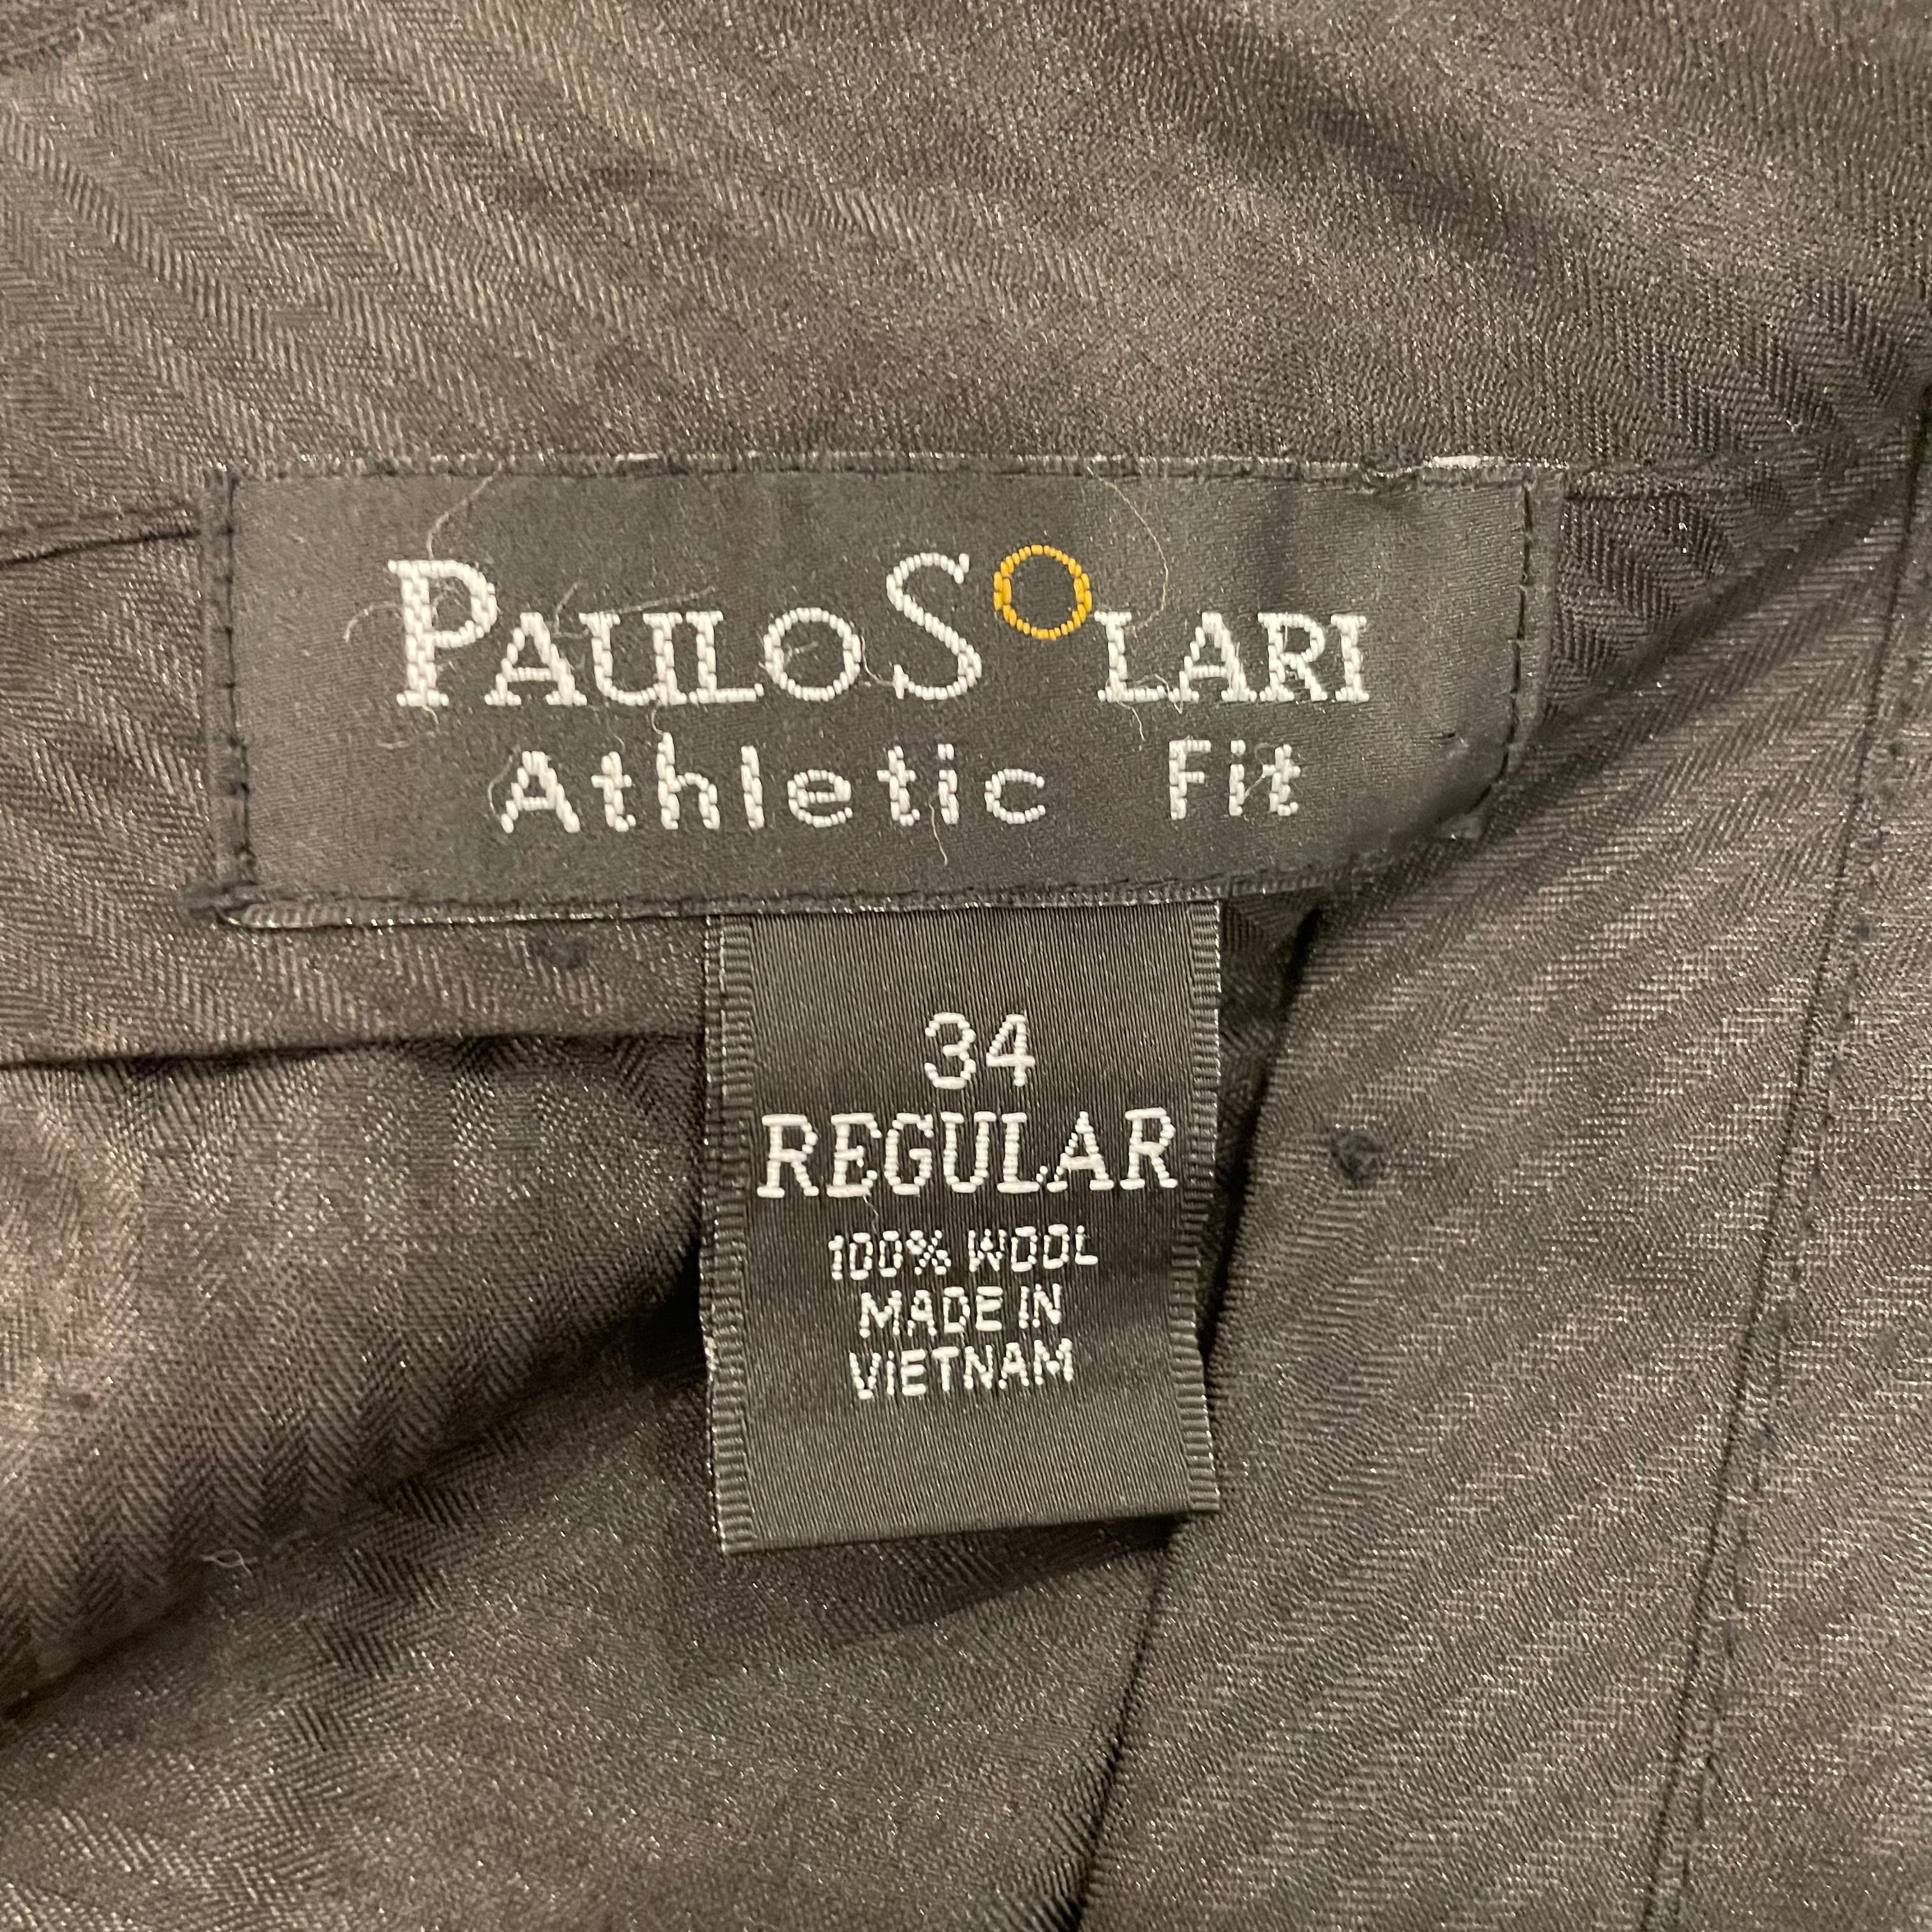 PAULO SOLARI
Athletic Fit
34
REGULAR
100% WOOL
MADE IN
ViETNAM